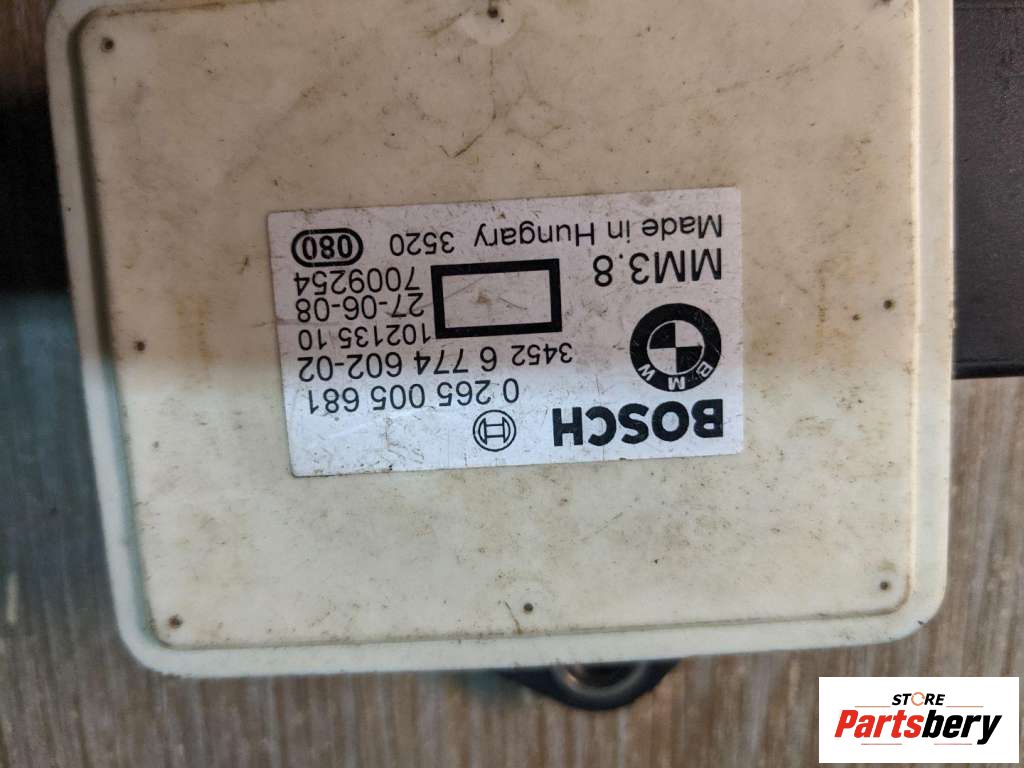 BOSCH
0 265 005 681
BMW
3452 6 774 602-02
102135 10
27-06-08
7009254
MM3.8
Made in Hungary 3520
080
STORE
Partsbery